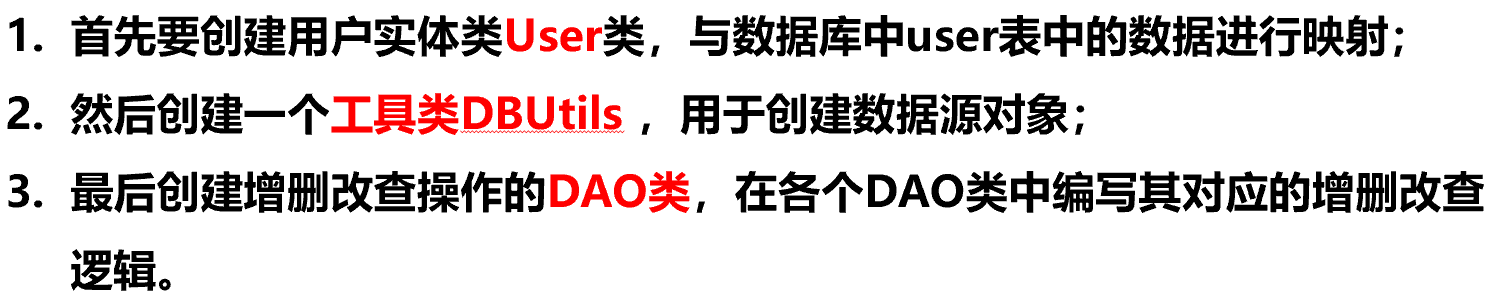 1. 首先要创建用户实体类User类，与数据库中user表中的数据进行映射；
2. 然后创建一个工具类DBUtils ，用于创建数据源对象；
3. 最后创建增删改查操作的DAO类，在各个DAO类中编写其对应的增删改查
逻辑。